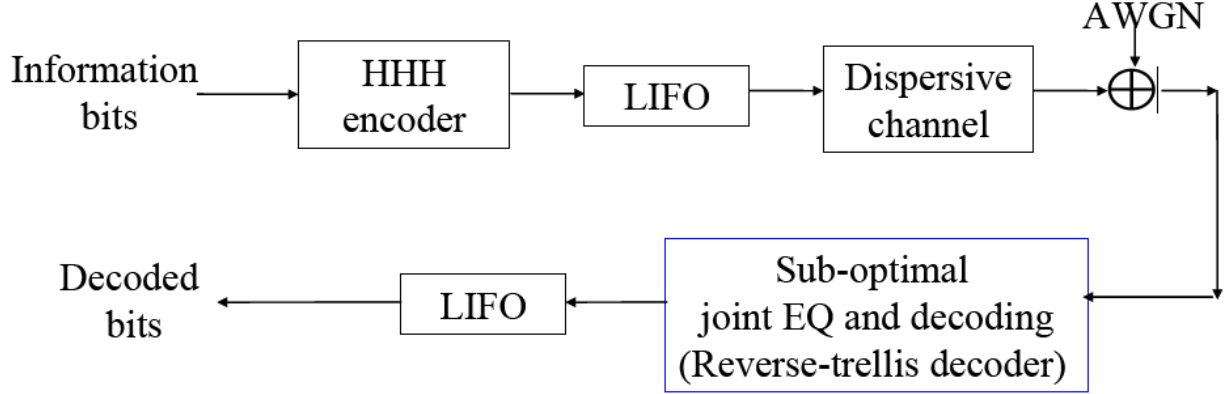 AWGN
Information
bits
HHH
encoder
LIFO
Dispersive
channel
Decoded
bits
LIFO
Sub-optimal
joint EQ and decoding
(Reverse-trellis decoder)